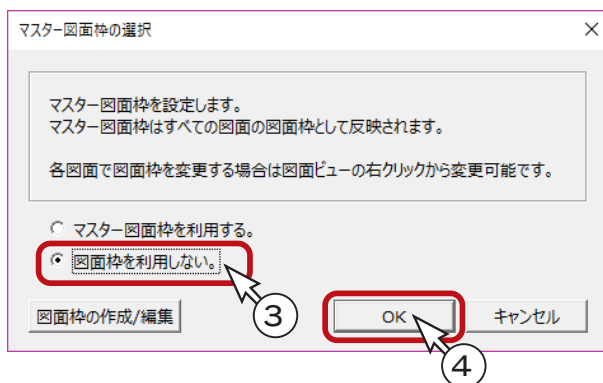 マスター図面枠の選択
マスター図面枠を設定します。
マスター図面枠はすべての図面の図面枠として反映されます。
各図面で図面枠を変更する場合は図面ビューの右クリックから変更可能です。
マスター図面枠を利用する。
図面枠を利用しない。
③
図面枠の作成/編集
OK
キャンセル
④